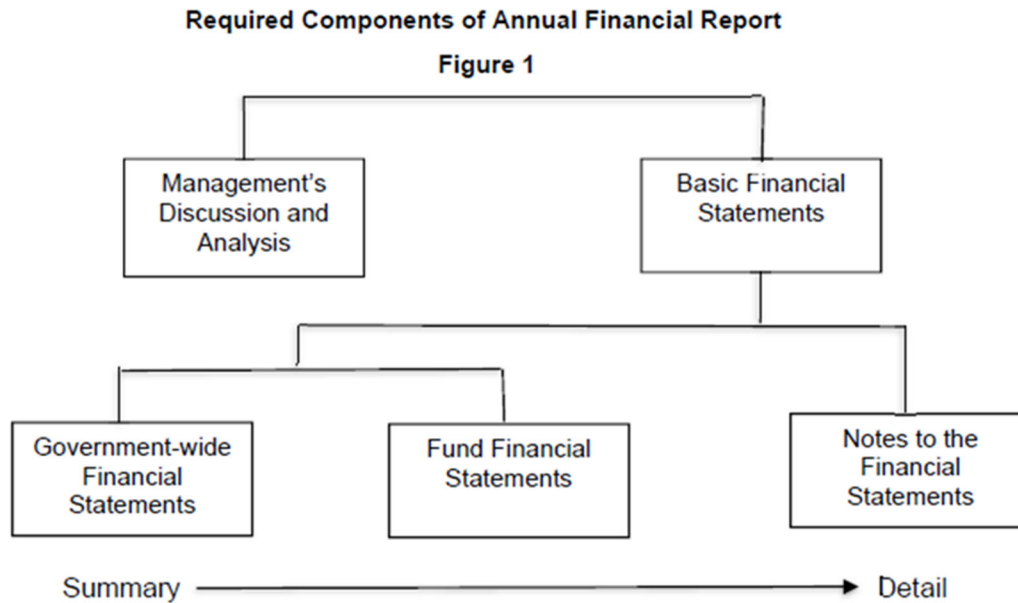 Required Components of Annual Financial Report
Figure 1
Management's
Discussion and
Analysis
Basic Financial
Statements
Government-wide
Financial
Statements
Fund Financial
Statements
Notes to the
Financial
Statements
Summary
Detail